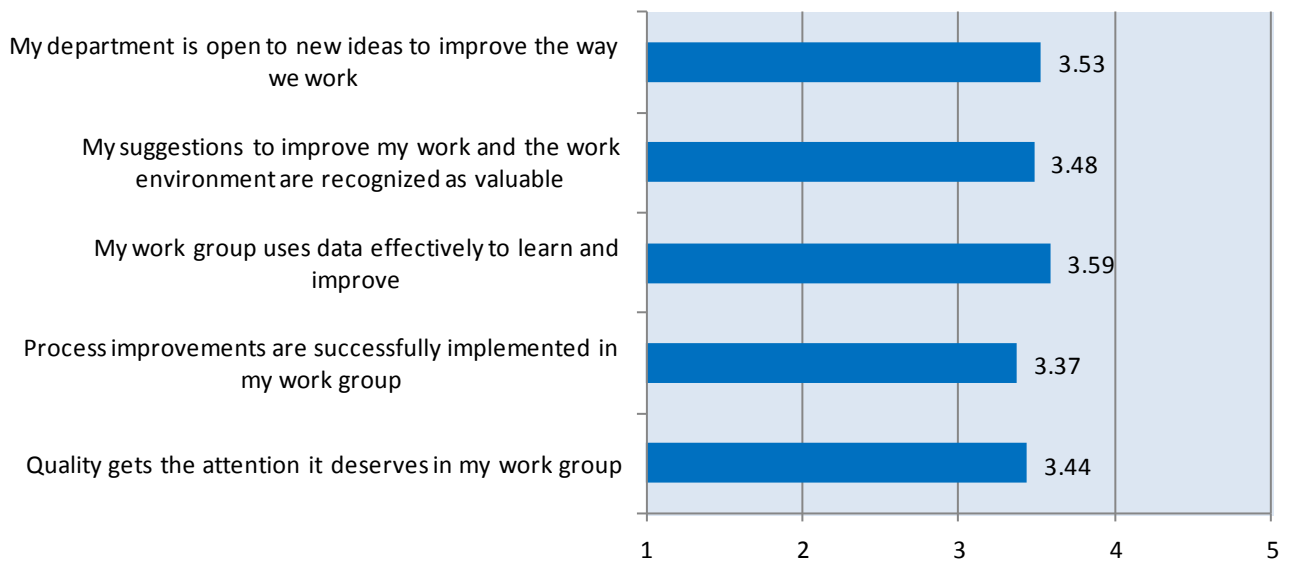 My department is open to new ideas to improve the way
we work
3.53
My suggestions to improve my work and the work
environment are recognized as valuable
3.48
My work group uses data effectively to learn and
improve
3.59
Process improvements are successfully implemented in
my work group
3.37
Quality gets the attention it deserves in my work group
3.44
1 2 3 4 5